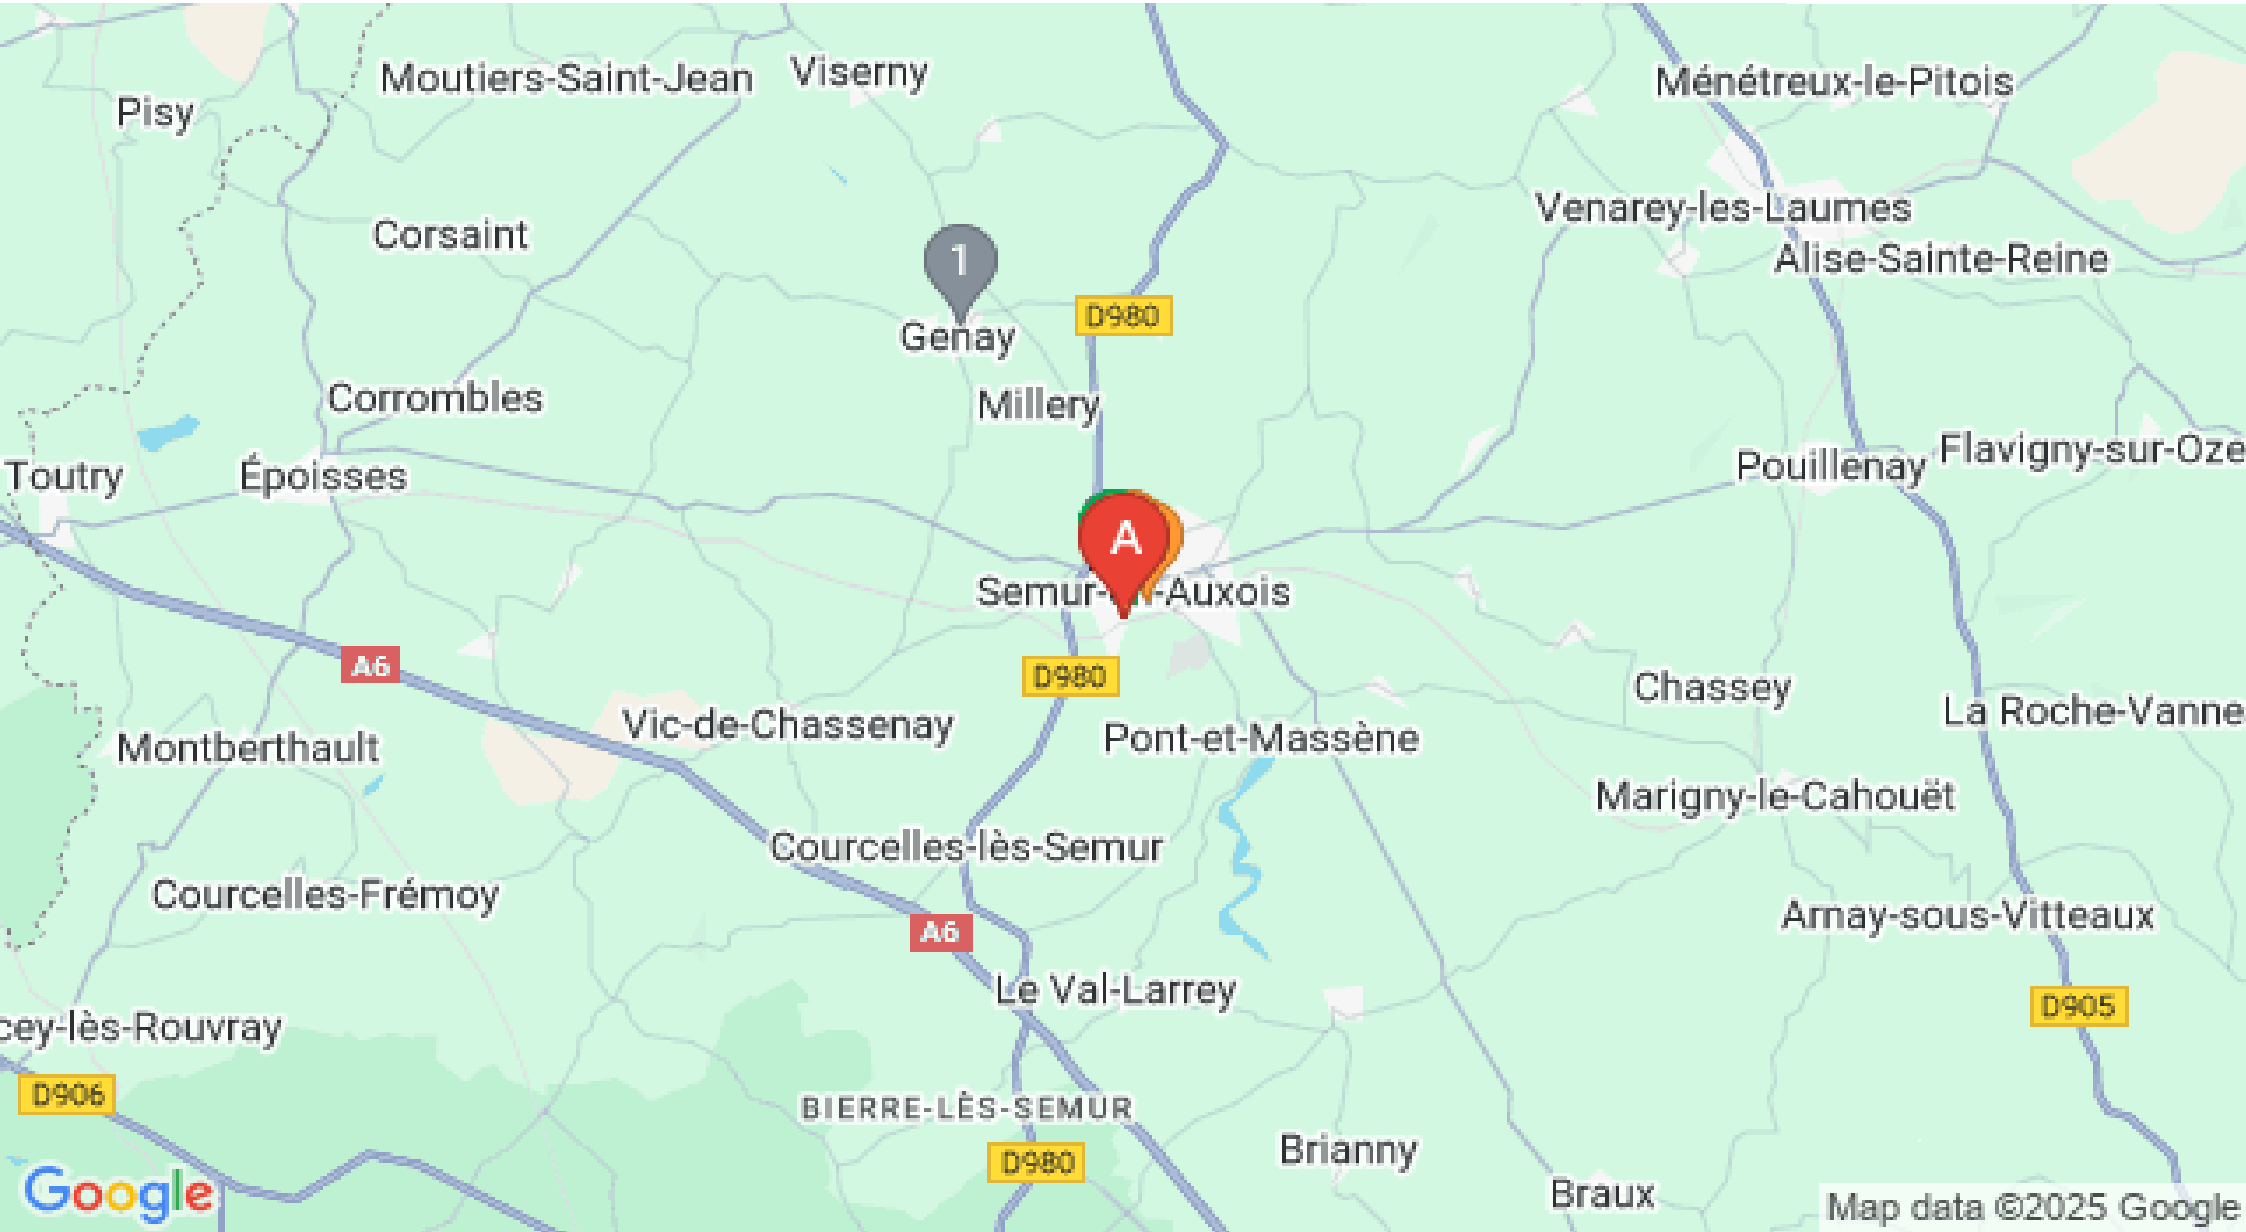 Moutiers-Saint-Jean
Viserny
Ménétreux-le-Pitois
Pisy
Venarey-les-Laumes
Corsaint
1
Alise-Sainte-Reine
D980
Genay
Corrombles
Millery
Toutry
Époisses
Pouillenay
Flavigny-sur-Oze
A
Semur-en-Auxois
A6
D980
Chassey
La Roche-Vanne
Vic-de-Chassenay
Pont-et-Massène
Montberthault
Marigny-le-Cahouët
Courcelles-lès-Semur
Courcelles-Frémoy
Arnay-sous-Vitteaux
A6
Le Val-Larrey
D905
cey-lès-Rouvray
D906
BIERRE-LÈS-SEMUR
Brianny
D980
Braux
Google
Map data ©2025 Google